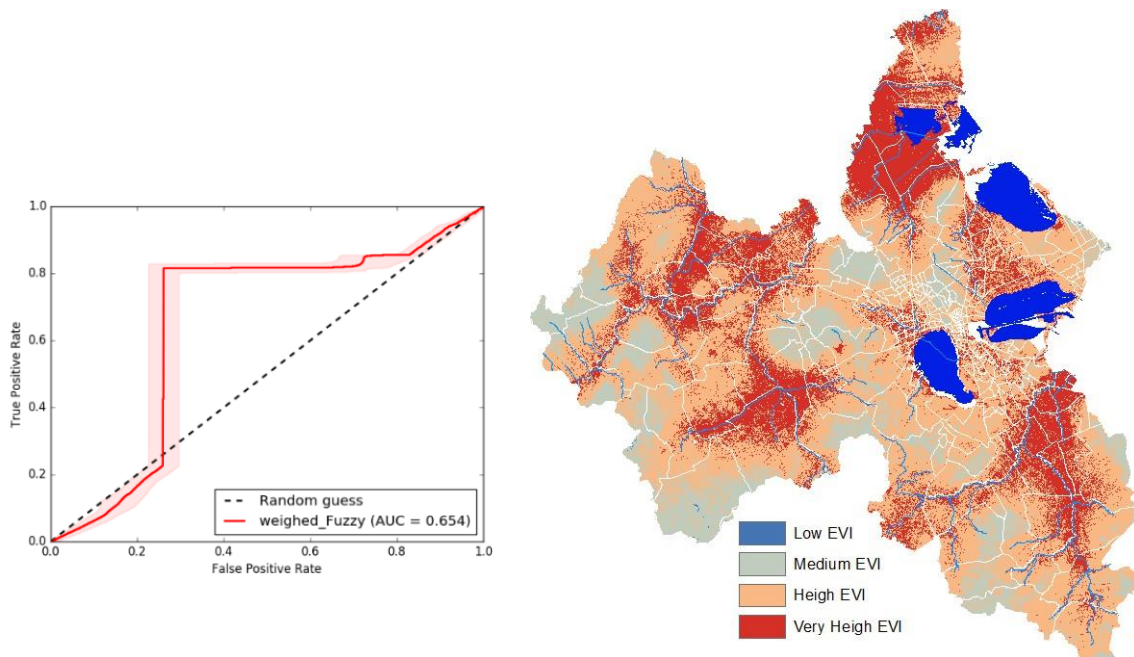 1.0
0.8
0.6
0.4
0.2
0.0
True Positive Rate
0.0 0.2 0.4 0.6 0.8 1.0
False Positive Rate
Random guess
weighed_Fuzzy (AUC = 0.654)
Low EVI
Medium EVI
Heigh EVI
Very Heigh EVI